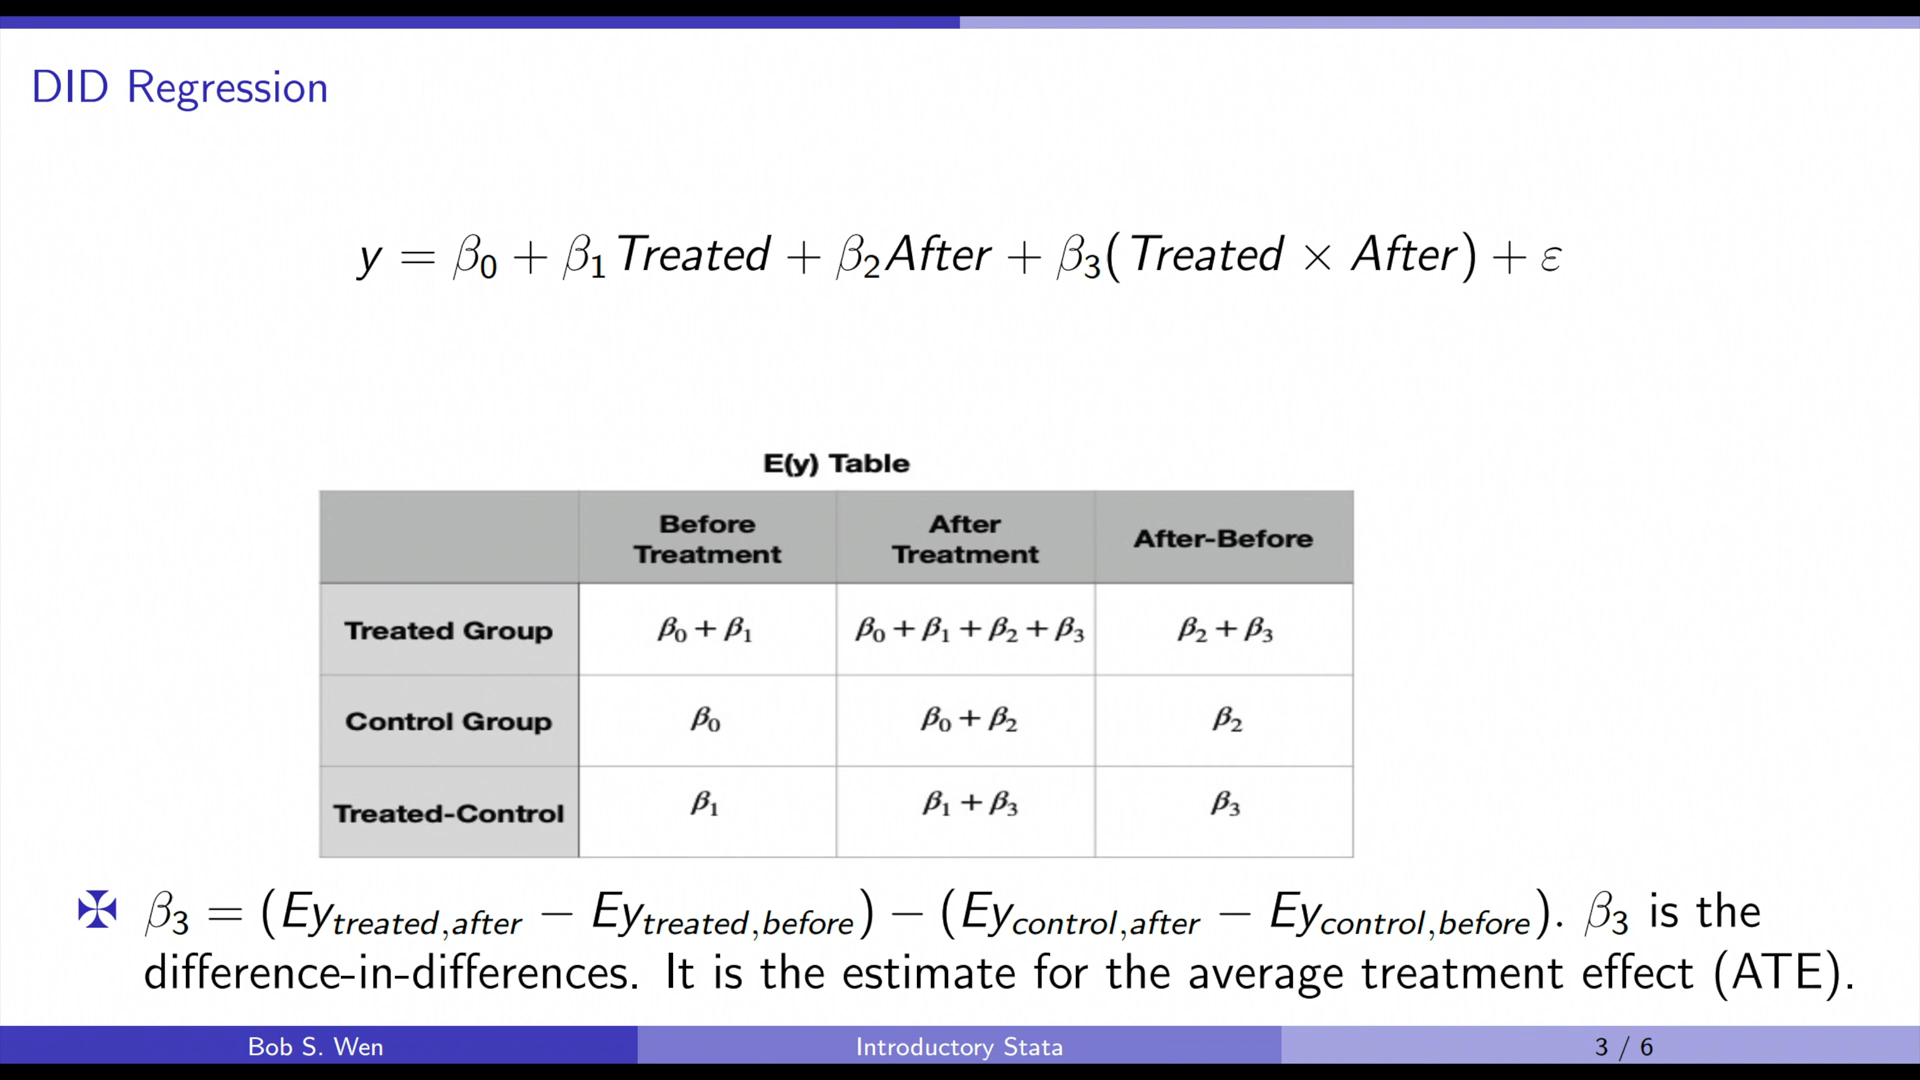 DID Regression
y = β₀ + β₁Treated + β₂After + β₃(Treated × After) + ε
E(y) Table
Before Treatment | After Treatment | After-Before
Treated Group | β₀ + β₁ | β₀ + β₁ + β₂ + β₃ | β₂ + β₃
Control Group | β₀ | β₀ + β₂ | β₂
Treated-Control | β₁ | β₁ + β₃ | β₃
✠ β₃ = (Ey_treated,after − Ey_treated,before) − (Ey_control,after − Ey_control,before). β₃ is the
difference-in-differences. It is the estimate for the average treatment effect (ATE).
Bob S. Wen Introductory Stata 3 / 6